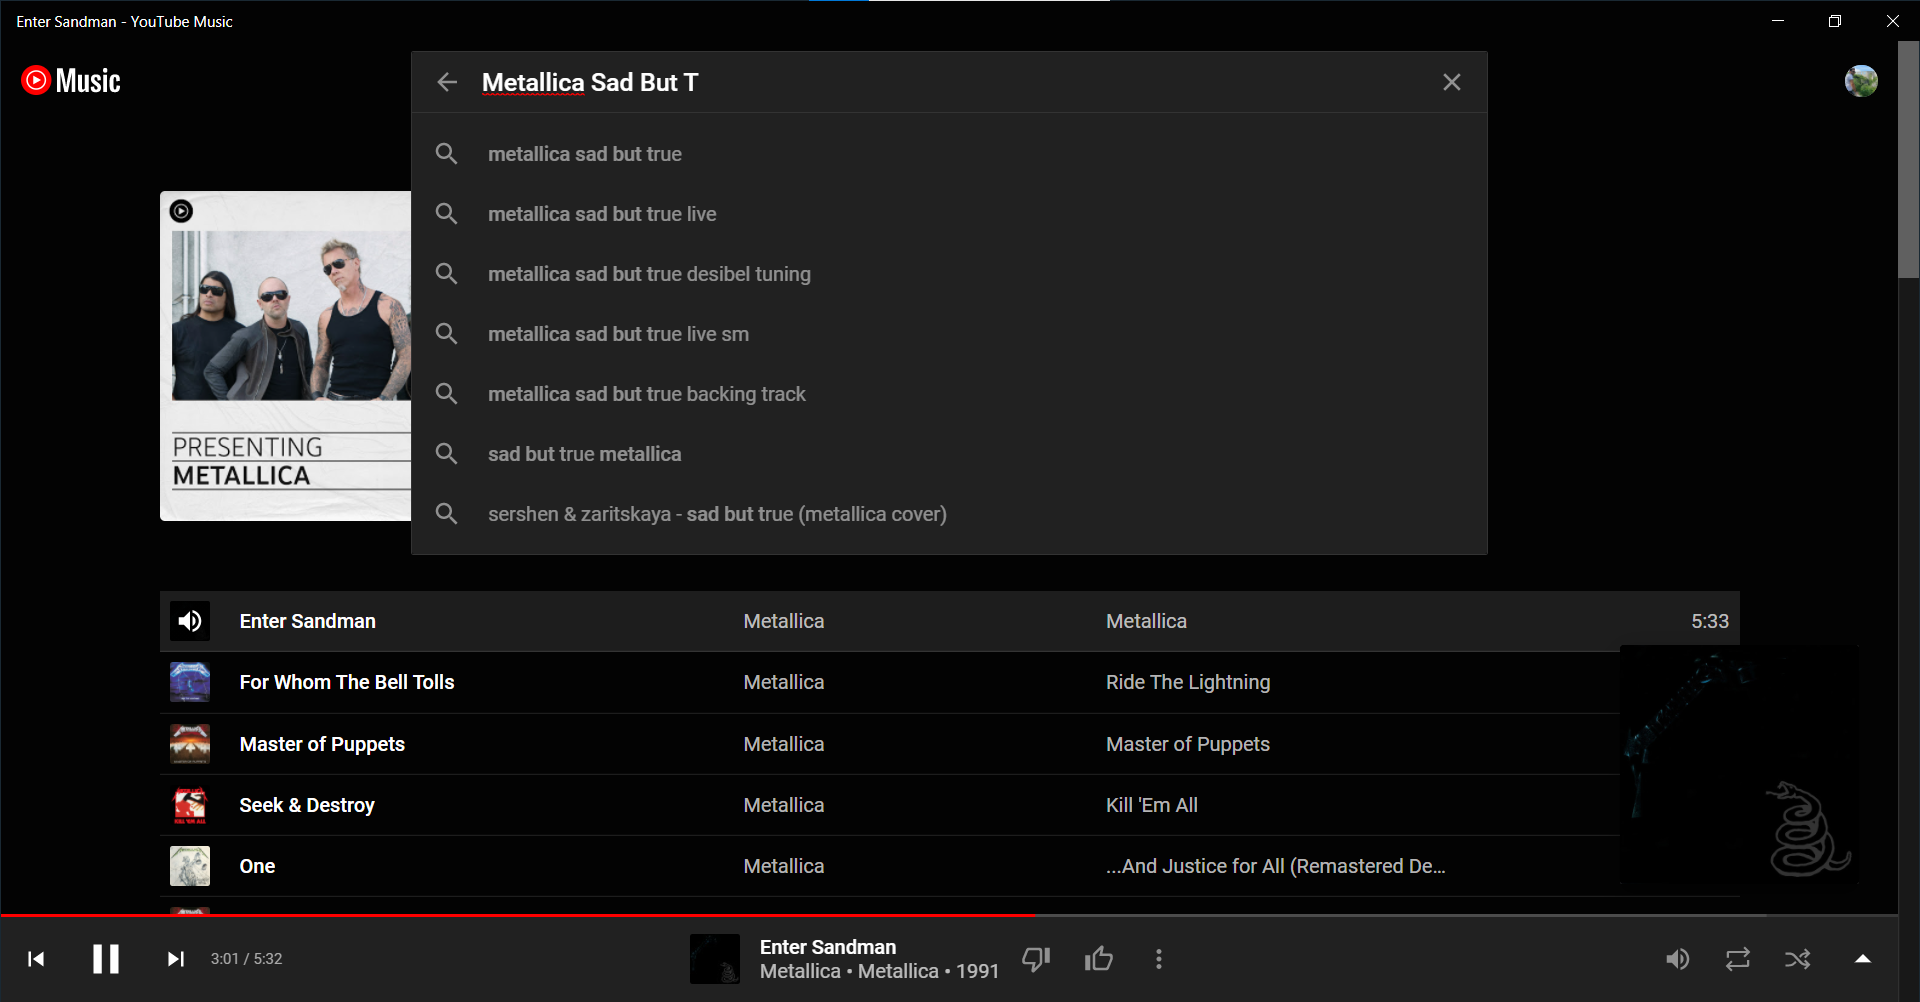 Enter Sandman - YouTube Music
Music
Metallica Sad But T
metallica sad but true
metallica sad but true live
metallica sad but true desibel tuning
metallica sad but true live sm
metallica sad but true backing track
sad but true metallica
sershen & zaritskaya - sad but true (metallica cover)
PRESENTING
METALLICA
Enter Sandman Metallica Metallica 5:33
For Whom The Bell Tolls Metallica Ride The Lightning
Master of Puppets Metallica Master of Puppets
Seek & Destroy Metallica Kill 'Em All
One Metallica ...And Justice for All (Remastered De...
3:01 / 5:32
Enter Sandman
Metallica • Metallica • 1991